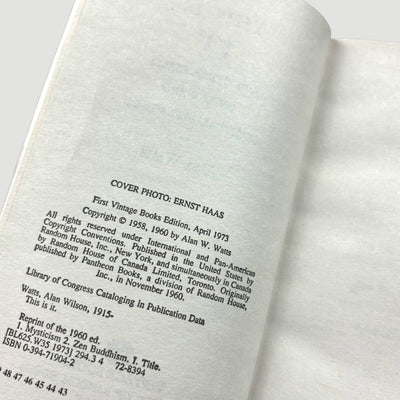 COVER PHOTO: ERNST HAAS
First Vintage Books Edition, April 1973
Copyright © 1958, 1960 by Alan W. Watts
All rights reserved under International and Pan-American
Copyright Conventions. Published in the United States by
Random House, Inc., New York, and simultaneously in Canada
by Random House of Canada Limited, Toronto. Originally
published by Pantheon Books, a division of Random House,
Inc., in November 1960.
Library of Congress Cataloging in Publication Data
Watts, Alan Wilson, 1915-
This is it.
Reprint of the 1960 ed.
1. Mysticism 2. Zen Buddhism. I. Title.
[BL625.W35 1973] 294.3 4 72-8394
ISBN 0-394-71904-2
48 47 46 45 44 43